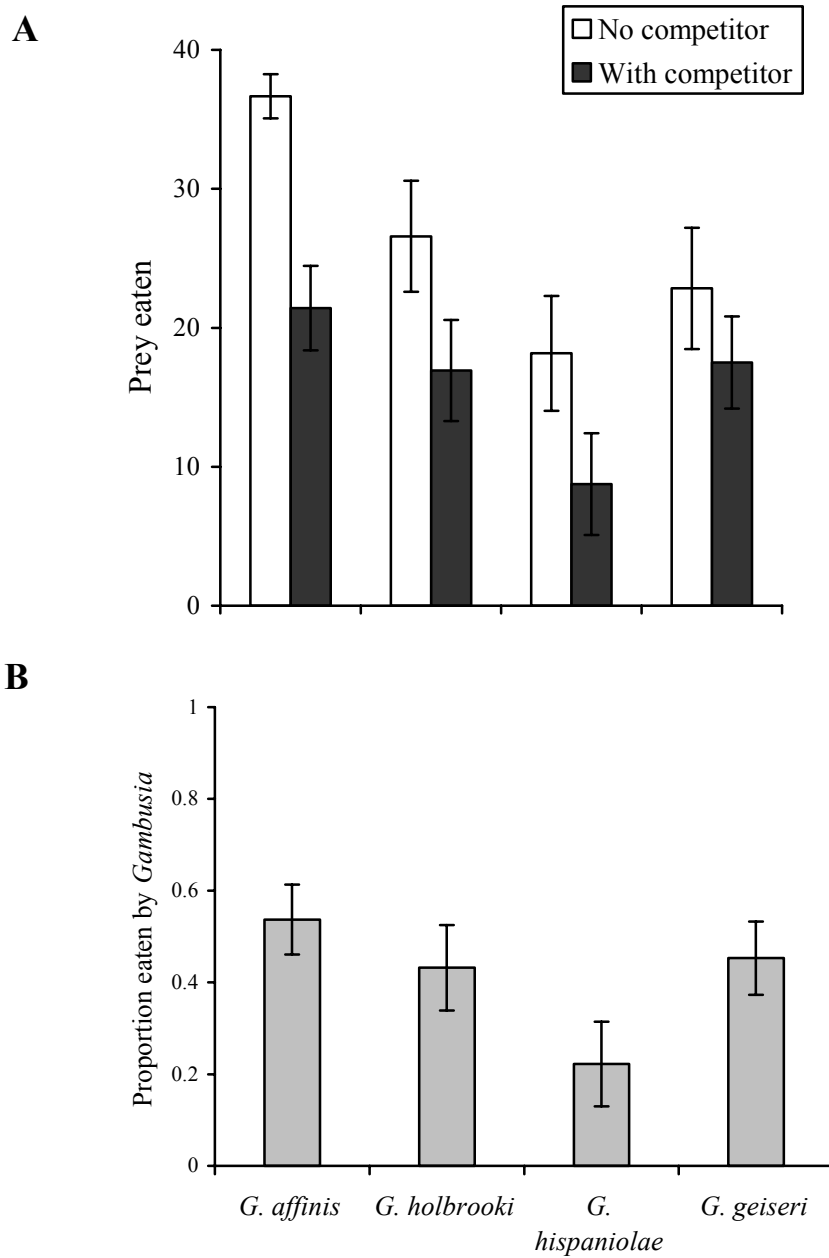 A
No competitor
With competitor
40
30
20
10
0
Prey eaten
B
1
0.8
0.6
0.4
0.2
0
Proportion eaten by Gambusia
G. affinis
G. holbrooki
G.
hispaniolae
G. geiseri